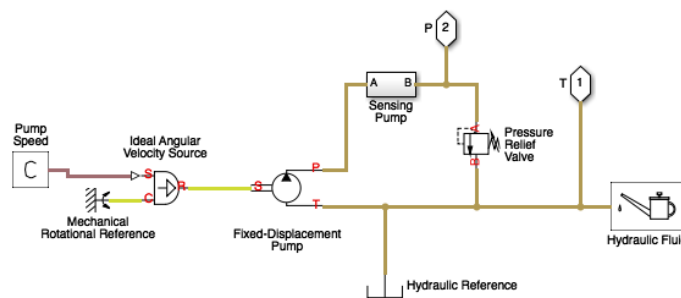 P 2
T 1
A B
Sensing
Pump
A
Pressure
Relief
Valve
B
Pump
Speed
C
Ideal Angular
Velocity Source
S
R
C
S
P
T
Mechanical
Rotational Reference
Fixed-Displacement
Pump
Hydraulic Reference
Hydraulic Fluid